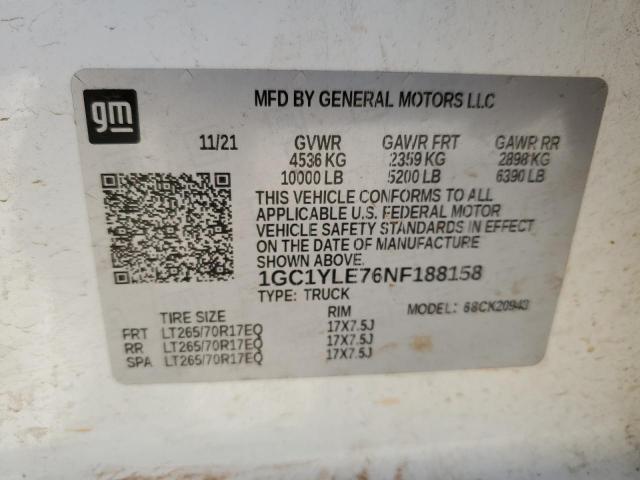 gm
MFD BY GENERAL MOTORS LLC
11/21 GVWR GAWR FRT GAWR RR
4536 KG 2359 KG 2898 KG
10000 LB 5200 LB 6390 LB
THIS VEHICLE CONFORMS TO ALL
APPLICABLE U.S. FEDERAL MOTOR
VEHICLE SAFETY STANDARDS IN EFFECT
ON THE DATE OF MANUFACTURE
SHOWN ABOVE.
1GC1YLE76NF188158
TYPE: TRUCK MODEL: 68CK20943
TIRE SIZE RIM
FRT LT265/70R17EQ 17X7.5J
RR LT265/70R17EQ 17X7.5J
SPA LT265/70R17EQ 17X7.5J